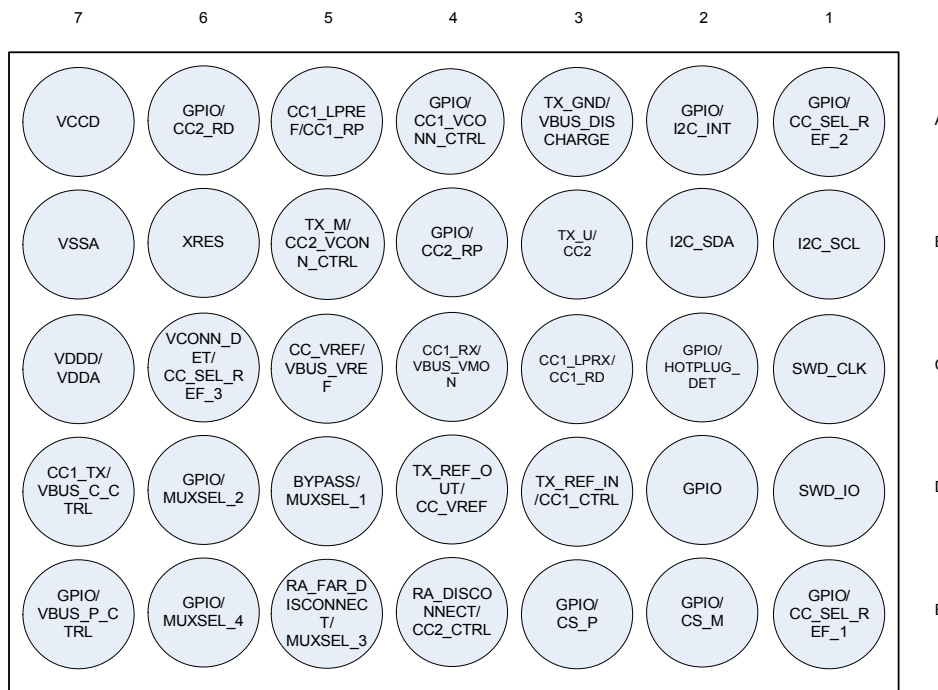 7 6 5 4 3 2 1
VCCD
GPIO/
CC2_RD
CC1_LPRE
F/CC1_RP
GPIO/
CC1_VCO
NN_CTRL
TX_GND/
VBUS_DIS
CHARGE
GPIO/
I2C_INT
GPIO/
CC_SEL_R
EF_2
VSSA
XRES
TX_M/
CC2_VCON
N_CTRL
GPIO/
CC2_RP
TX_U/
CC2
I2C_SDA
I2C_SCL
VDDD/
VDDA
VCONN_D
ET/
CC_SEL_R
EF_3
CC_VREF/
VBUS_VRE
F
CC1_RX/
VBUS_VMO
N
CC1_LPRX/
CC1_RD
GPIO/
HOTPLUG_
DET
SWD_CLK
CC1_TX/
VBUS_C_C
TRL
GPIO/
MUXSEL_2
BYPASS/
MUXSEL_1
TX_REF_O
UT/
CC_VREF
TX_REF_IN
/CC1_CTRL
GPIO
SWD_IO
GPIO/
VBUS_P_C
TRL
GPIO/
MUXSEL_4
RA_FAR_D
ISCONNEC
T/
MUXSEL_3
RA_DISCO
NNECT/
CC2_CTRL
GPIO/
CS_P
GPIO/
CS_M
GPIO/
CC_SEL_R
EF_1